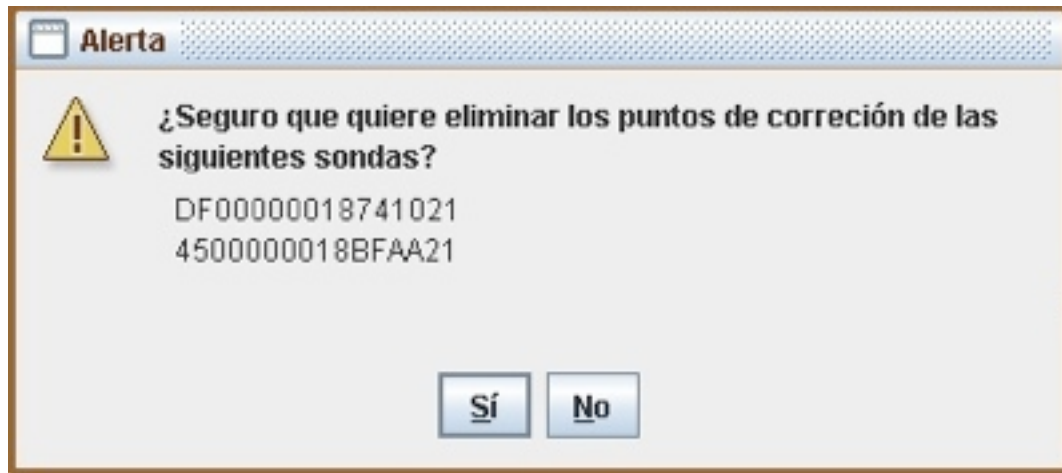 Alerta
¿Seguro que quiere eliminar los puntos de correción de las
siguientes sondas?
DF00000018741021
4500000018BFAA21
Sí No